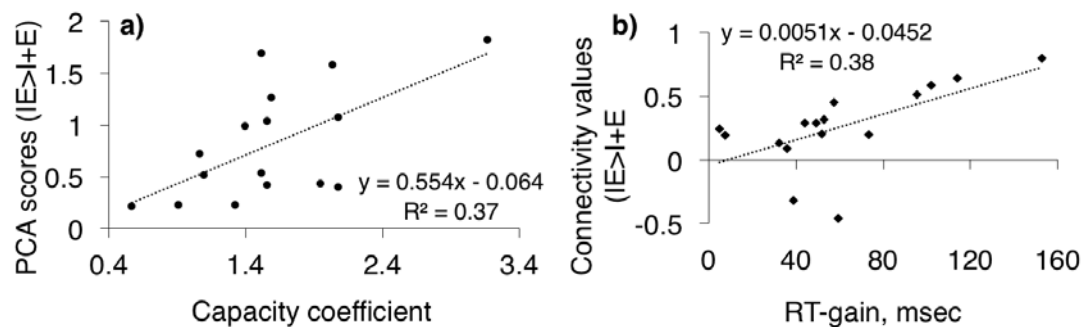 a)
PCA scores (IE>I+E)
2
1.5
1
0.5
0
y = 0.554x - 0.064
R² = 0.37
0.4 1.4 2.4 3.4
Capacity coefficient
b)
Connectivity values
(IE>I+E
1
0.5
0
-0.5
y = 0.0051x - 0.0452
R² = 0.38
0 40 80 120 160
RT-gain, msec